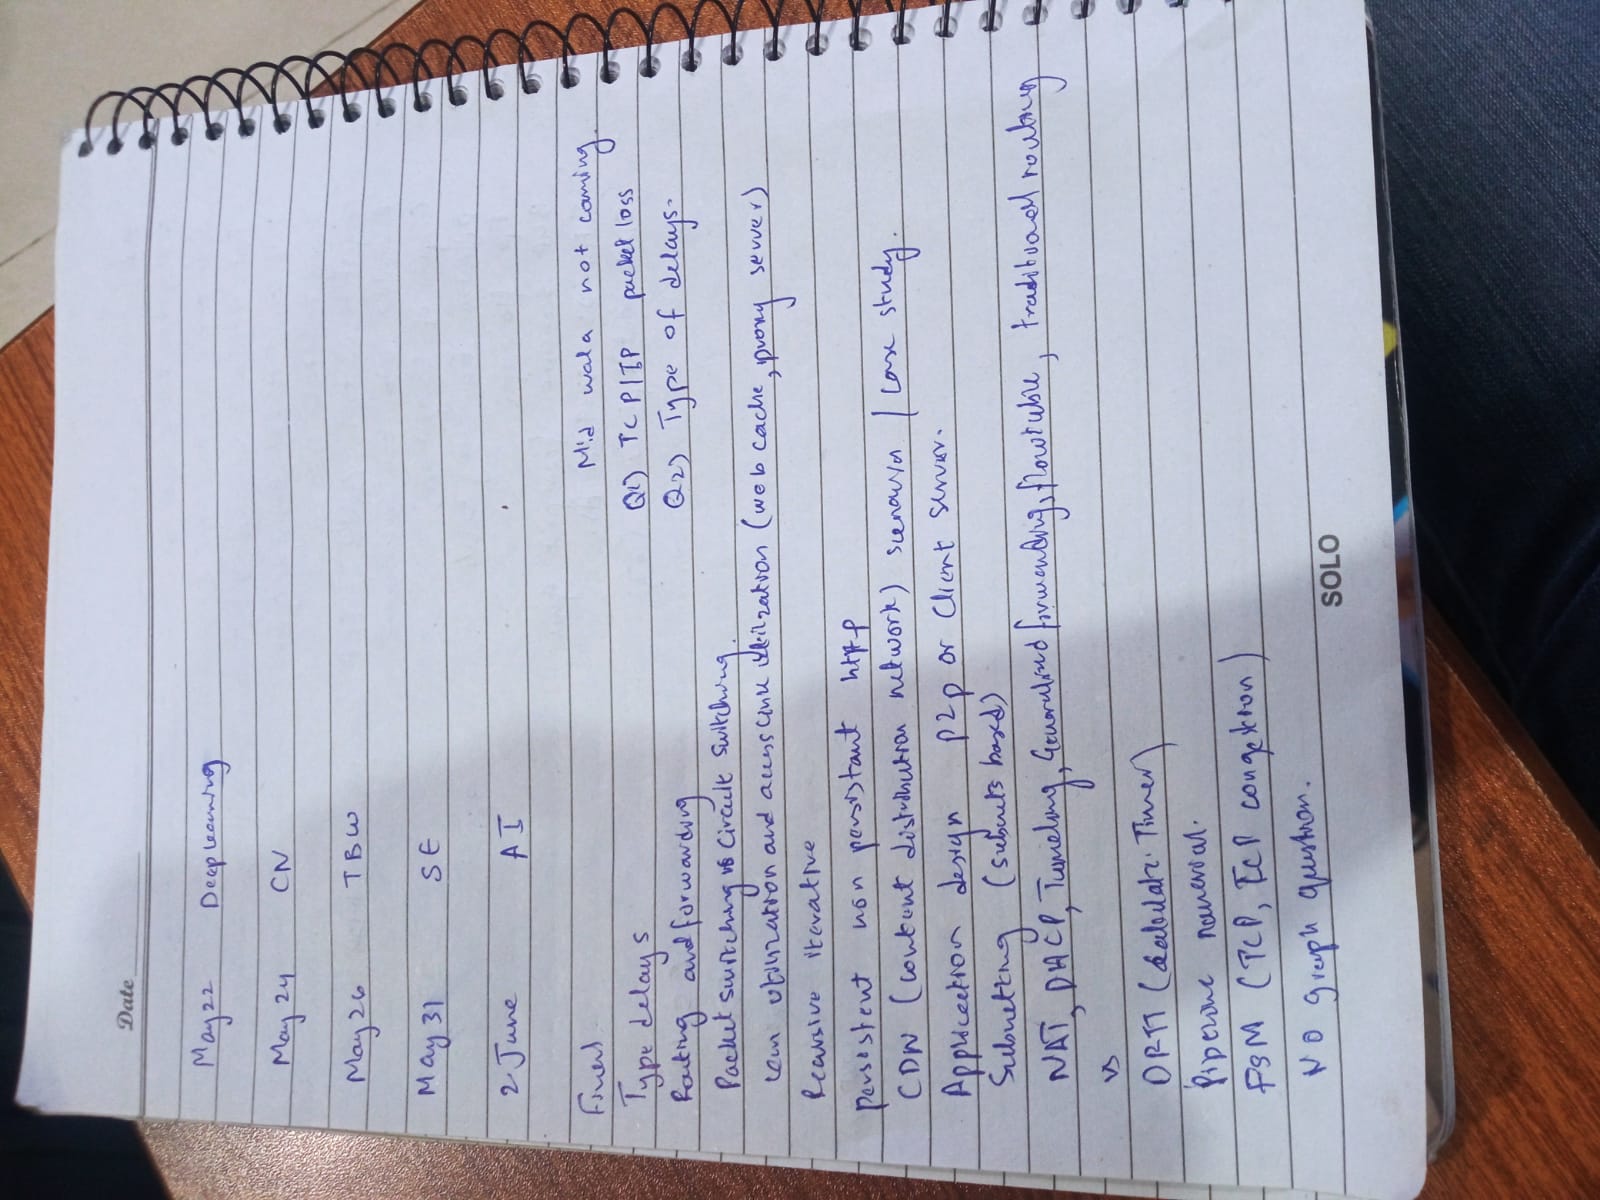 Date
May 22 Deep learning
May 24 CN
May 26 TBW
May 31 SE
2 June AI
Final
Mid wala not coming.
Type delays
Q1) TCP/IP packet loss
Routing and forwarding
Q2) Type of delays.
Packet switching vs Circuit switching.
Lan utilization and access link utilization (web cache, proxy server)
Recursive iterative
persistent non persistant http
CDN (content distribution network) scenario / Case study.
Application design P2p or Client server.
Subnetting (subnets based)
NAT, DHCP, Tunneling, Generalized forwarding, flowtable, traditional routing
vs
(Calculate Timer)
Pipeline
FSM (TCP, TCP congestion)
NO graph question.
SOLO